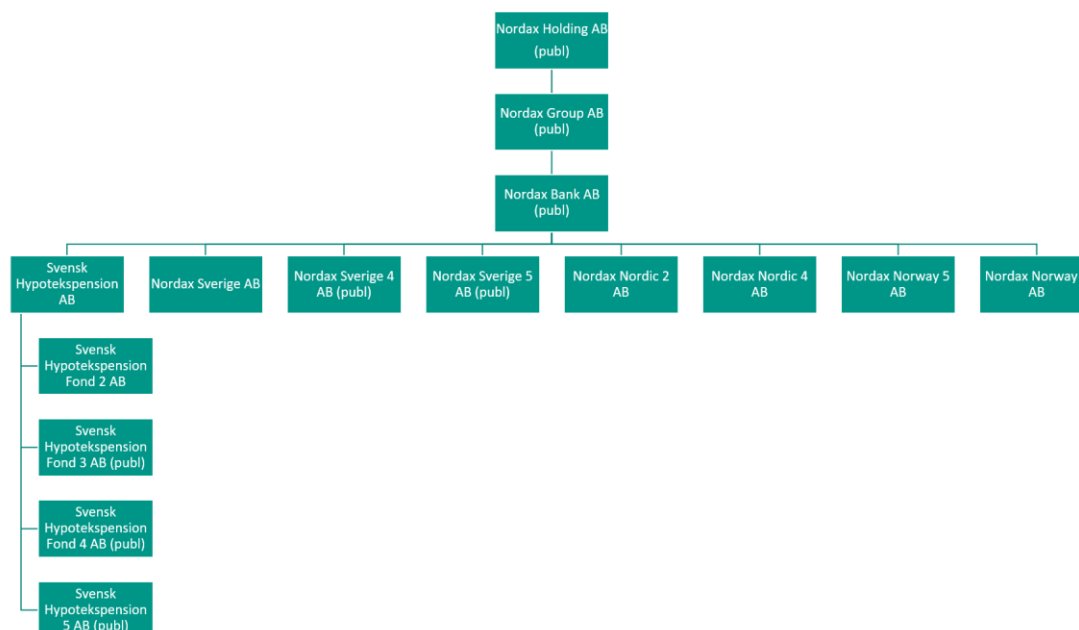 Nordax Holding AB
(publ)
Nordax Group AB
(publ)
Nordax Bank AB
(publ)
Svensk
Hypotekspension
AB
Nordax Sverige AB
Nordax Sverige 4
AB (publ)
Nordax Sverige 5
AB (publ)
Nordax Nordic 2
AB
Nordax Nordic 4
AB
Nordax Norway 5
AB
Nordax Norway
AB
Svensk
Hypotekspension
Fond 2 AB
Svensk
Hypotekspension
Fond 3 AB (publ)
Svensk
Hypotekspension
Fond 4 AB (publ)
Svensk
Hypotekspension
5 AB (publ)